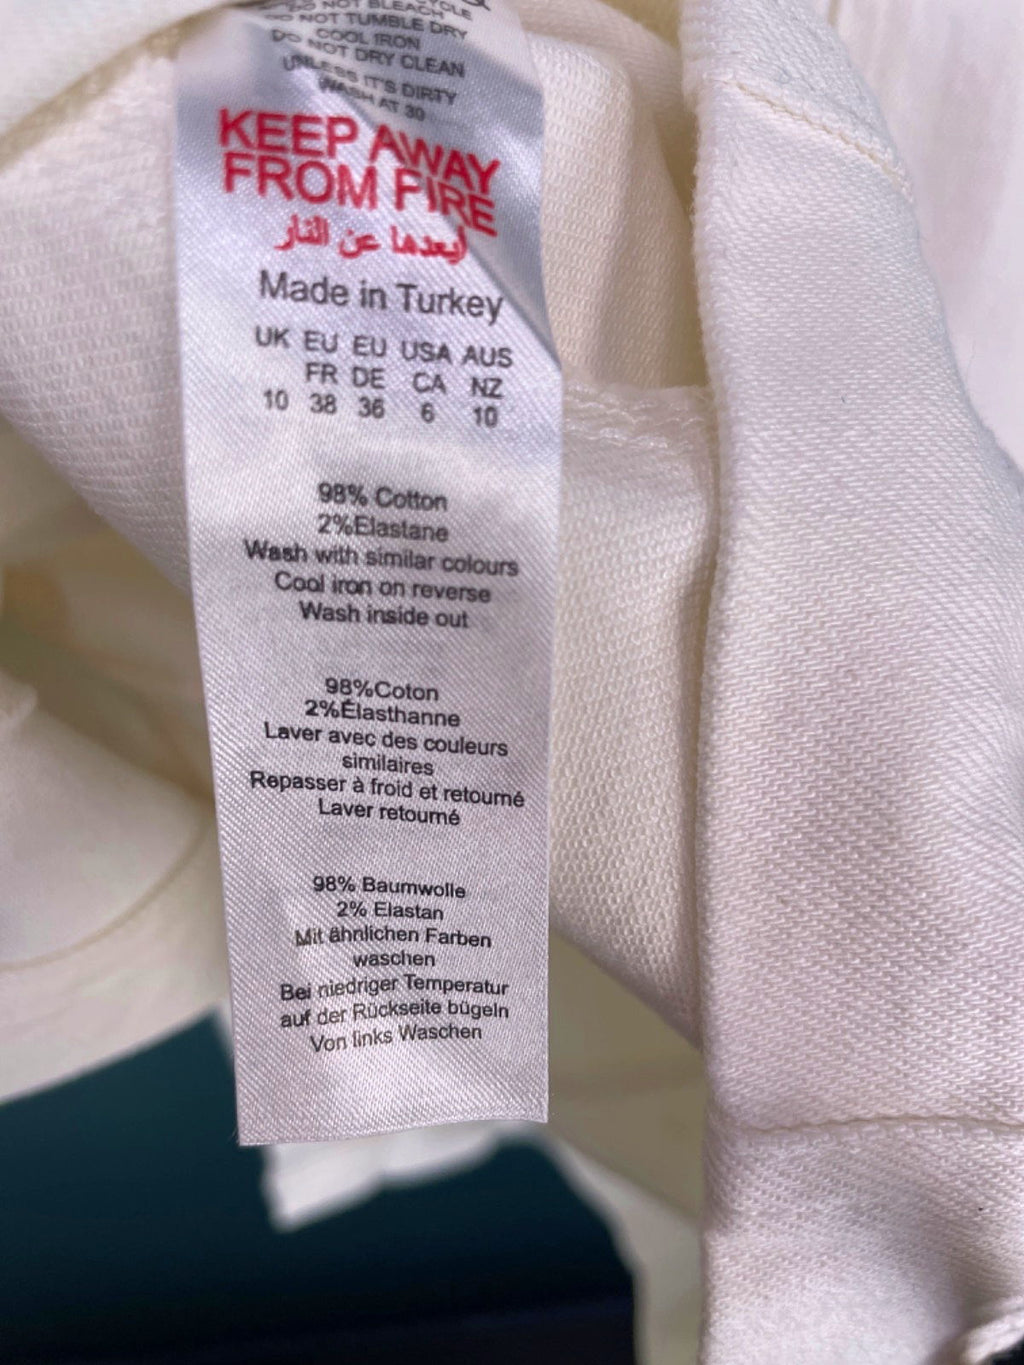 CYCLE
DO NOT BLEACH
DO NOT TUMBLE DRY
COOL IRON
DO NOT DRY CLEAN
UNLESS IT'S DIRTY
WASH AT 30
KEEP AWAY
FROM FIRE
ابعدها عن النار
Made in Turkey
UK EU EU USA AUS
FR DE CA NZ
10 38 36 6 10
98% Cotton
2%Elastane
Wash with similar colours
Cool iron on reverse
Wash inside out
98%Coton
2%Élasthanne
Laver avec des couleurs
similaires
Repasser à froid et retourné
Laver retourné
98% Baumwolle
2% Elastan
Mit ähnlichen Farben
waschen
Bei niedriger Temperatur
auf der Rückseite bügeln
Von links Waschen